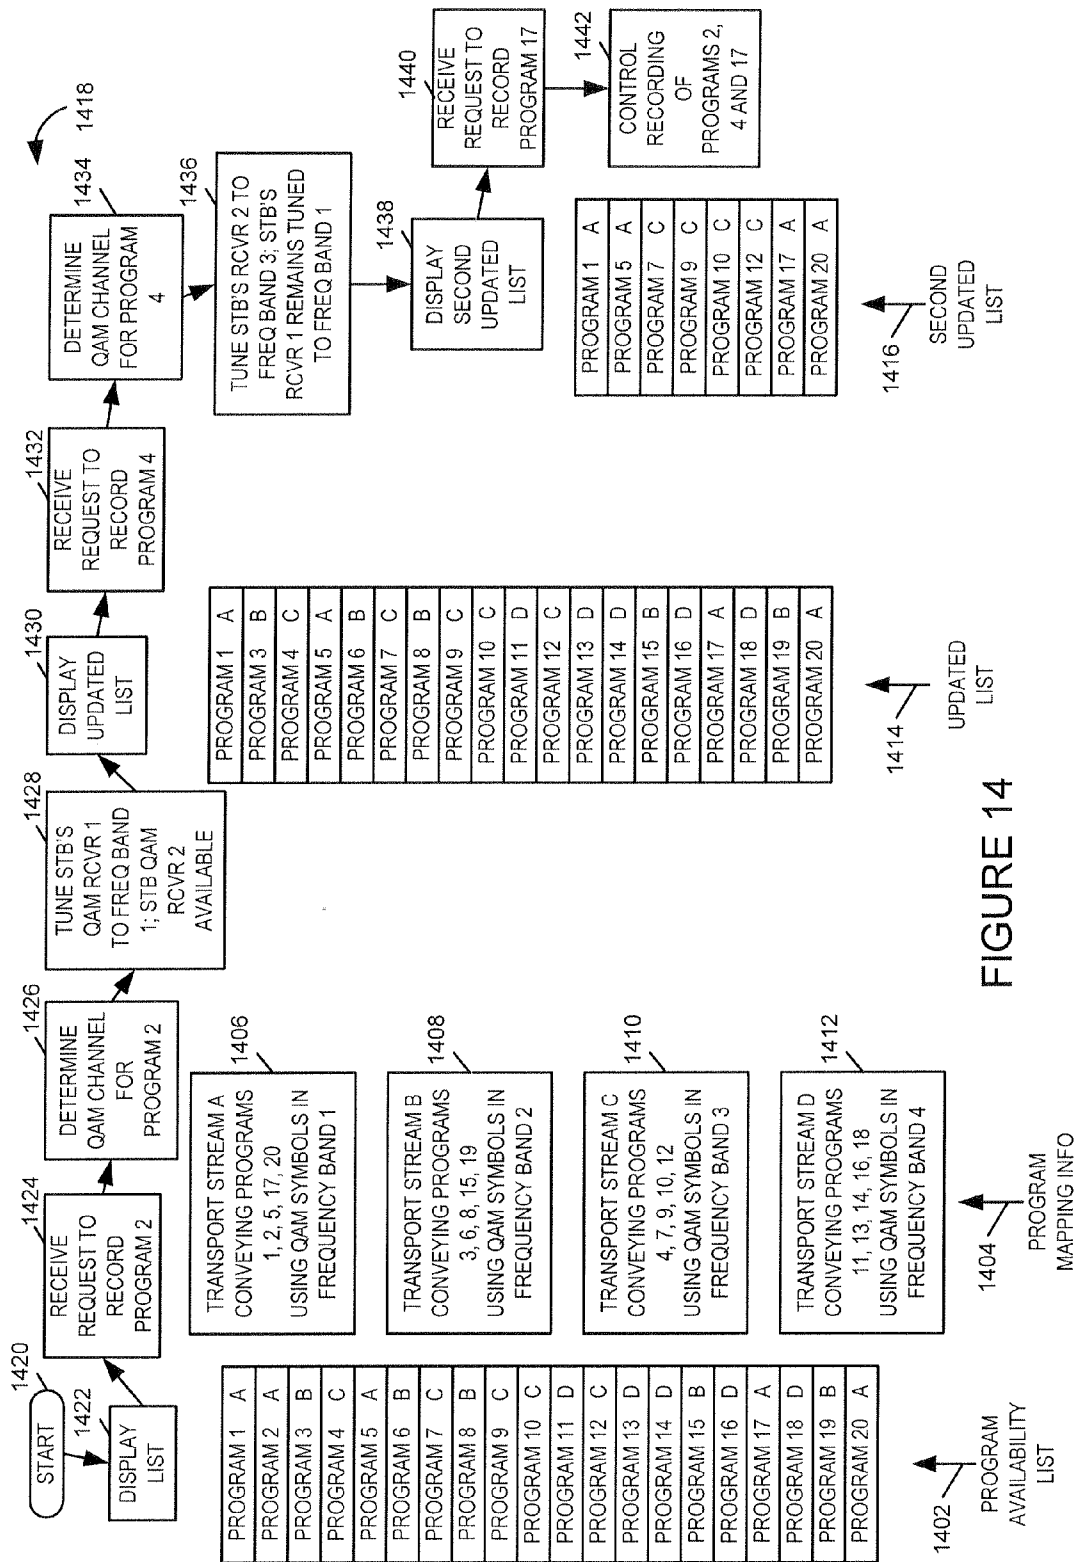 START
1420
DISPLAY
LIST
1422
RECEIVE
REQUEST TO
RECORD
PROGRAM 2
1424
DETERMINE
QAM CHANNEL
FOR
PROGRAM 2
1426
TUNE STB'S
QAM RCVR 1
TO FREQ BAND
1; STB QAM
RCVR 2
AVAILABLE
1428
DISPLAY
UPDATED
LIST
1430
RECEIVE
REQUEST TO
RECORD
PROGRAM 4
1432
DETERMINE
QAM CHANNEL
FOR PROGRAM
4
1434
1418
TUNE STB'S RCVR 2 TO
FREQ BAND 3; STB'S
RCVR 1 REMAINS TUNED
TO FREQ BAND 1
1436
DISPLAY
SECOND
UPDATED
LIST
1438
RECEIVE
REQUEST TO
RECORD
PROGRAM 17
1440
CONTROL
RECORDING
OF
PROGRAMS 2,
4 AND 17
1442
PROGRAM 1 A
PROGRAM 2 A
PROGRAM 3 B
PROGRAM 4 C
PROGRAM 5 A
PROGRAM 6 B
PROGRAM 7 C
PROGRAM 8 B
PROGRAM 9 C
PROGRAM 10 C
PROGRAM 11 D
PROGRAM 12 C
PROGRAM 13 D
PROGRAM 14 D
PROGRAM 15 B
PROGRAM 16 D
PROGRAM 17 A
PROGRAM 18 D
PROGRAM 19 B
PROGRAM 20 A
1402
PROGRAM
AVAILABILITY
LIST
TRANSPORT STREAM A
CONVEYING PROGRAMS
1, 2, 5, 17, 20
USING QAM SYMBOLS IN
FREQUENCY BAND 1
1406
TRANSPORT STREAM B
CONVEYING PROGRAMS
3, 6, 8, 15, 19
USING QAM SYMBOLS IN
FREQUENCY BAND 2
1408
TRANSPORT STREAM C
CONVEYING PROGRAMS
4, 7, 9, 10, 12
USING QAM SYMBOLS IN
FREQUENCY BAND 3
1410
TRANSPORT STREAM D
CONVEYING PROGRAMS
11, 13, 14, 16, 18
USING QAM SYMBOLS IN
FREQUENCY BAND 4
1412
1404
PROGRAM
MAPPING INFO
PROGRAM 1 A
PROGRAM 3 B
PROGRAM 4 C
PROGRAM 5 A
PROGRAM 6 B
PROGRAM 7 C
PROGRAM 8 B
PROGRAM 9 C
PROGRAM 10 C
PROGRAM 11 D
PROGRAM 12 C
PROGRAM 13 D
PROGRAM 14 D
PROGRAM 15 B
PROGRAM 16 D
PROGRAM 17 A
PROGRAM 18 D
PROGRAM 19 B
PROGRAM 20 A
1414
UPDATED
LIST
PROGRAM 1 A
PROGRAM 5 A
PROGRAM 7 C
PROGRAM 9 C
PROGRAM 10 C
PROGRAM 12 C
PROGRAM 17 A
PROGRAM 20 A
1416
SECOND
UPDATED
LIST
FIGURE 14